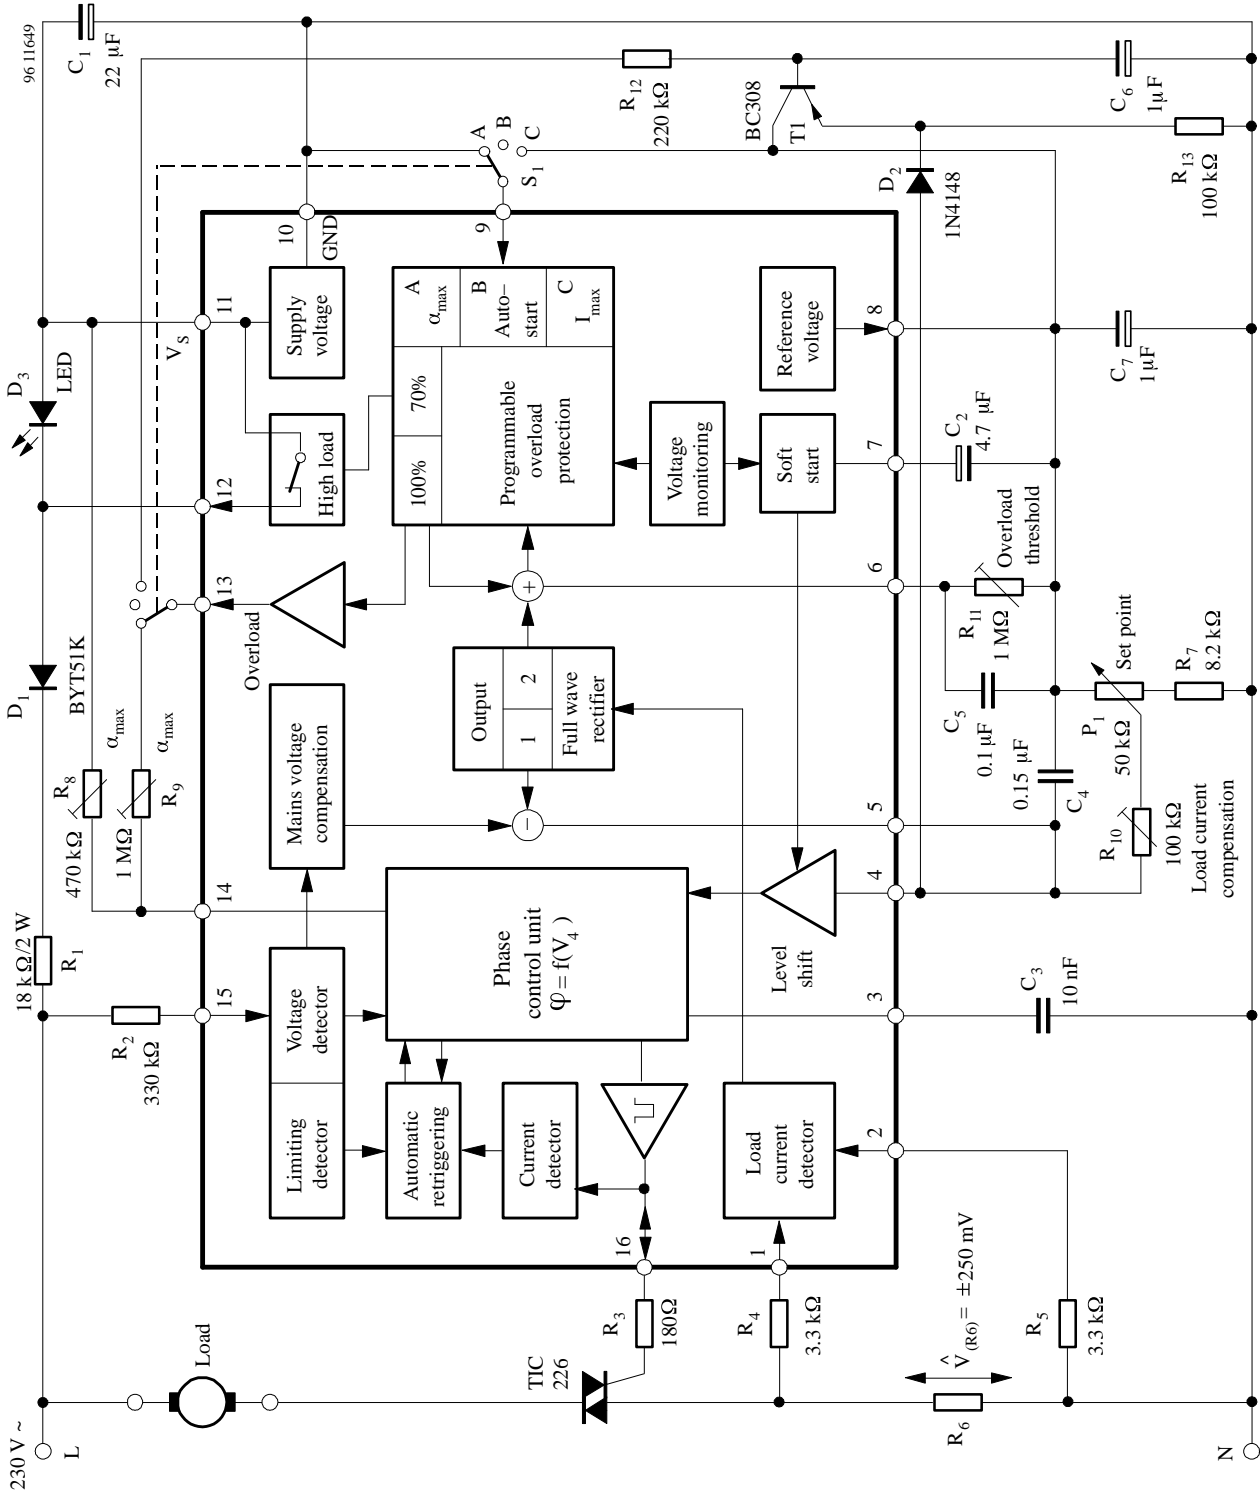 230 V ~
L
Load
18 kΩ/2 W
R1
D1
BYT51K
D3
LED
96 11649
C1
22 μF
R2
330 kΩ
470 kΩ
R8
αmax
1 MΩ
R9
αmax
VS
15
14
13
12
11
10
GND
Limiting
detector
Voltage
detector
Mains voltage
compensation
Overload
High load
Supply
voltage
Automatic
retriggering
Current
detector
Phase
control unit
φ = f(V4)
Output
1
2
Full wave
rectifier
100%
70%
Programmable
overload
protection
A
αmax
B
Auto–
start
C
Imax
9
A
B
C
S1
R12
220 kΩ
BC308
T1
C6
1μF
TIC
226
R3
180Ω
16
R4
3.3 kΩ
1
Load
current
detector
Level
shift
−
+
Voltage
monitoring
Soft
start
Reference
voltage
2
3
4
5
6
7
8
D2
1N4148
R13
100 kΩ
R6
V̂(R6) = ±250 mV
R5
3.3 kΩ
C3
10 nF
R10
100 kΩ
Load current
compensation
0.15 μF
C4
C5
0.1 μF
R11
1 MΩ
Overload
threshold
C2
4.7 μF
P1
50 kΩ
Set point
R7
8.2 kΩ
C7
1μF
N